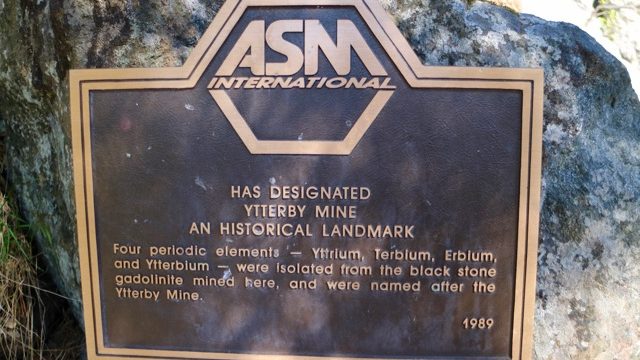 ASM
INTERNATIONAL
HAS DESIGNATED
YTTERBY MINE
AN HISTORICAL LANDMARK
Four periodic elements — Yttrium, Terbium, Erbium,
and Ytterbium — were isolated from the black stone
gadolinite mined here, and were named after the
Ytterby Mine.
1989